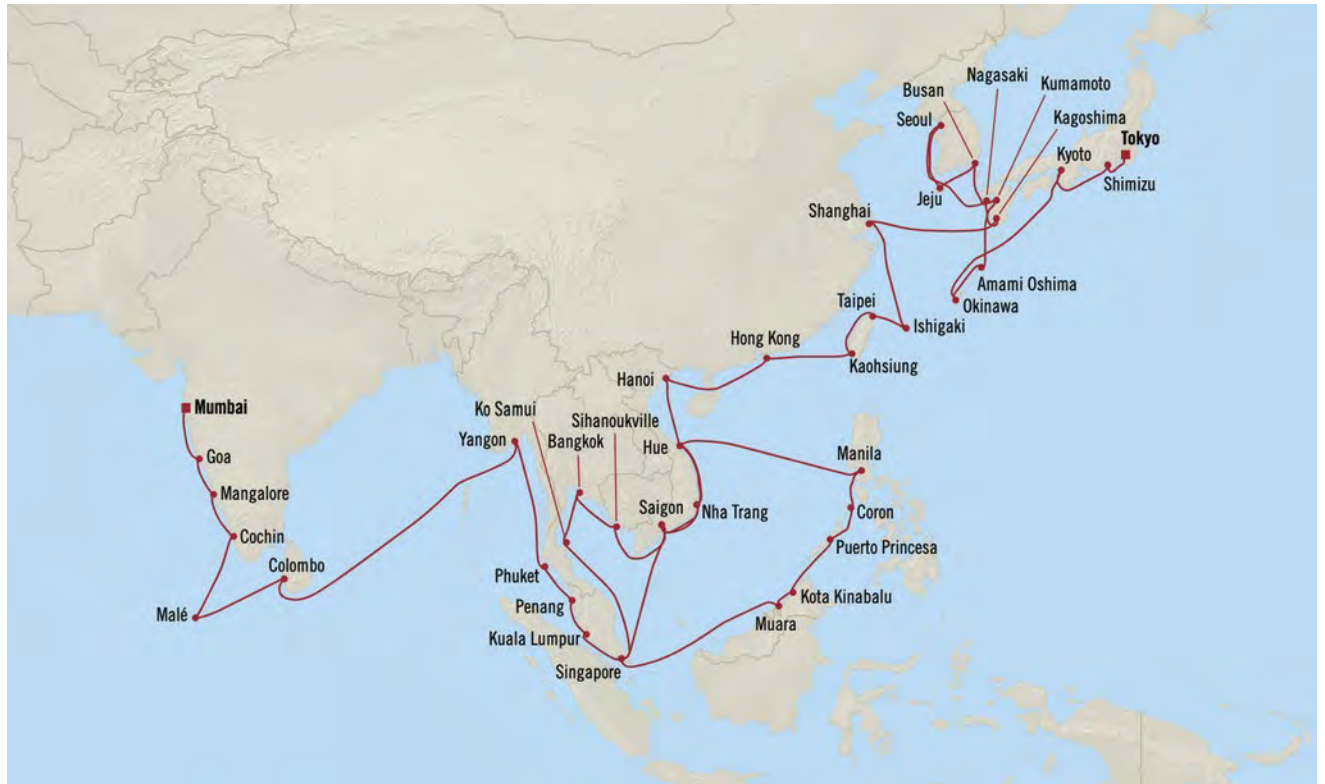 Nagasaki
Busan
Kumamoto
Seoul
Kagoshima
Tokyo
Kyoto
Shimizu
Jeju
Shanghai
Amami Oshima
Okinawa
Taipei
Ishigaki
Hong Kong
Kaohsiung
Hanoi
Mumbai
Ko Samui
Sihanoukville
Yangon
Bangkok
Hue
Manila
Goa
Mangalore
Saigon
Nha Trang
Coron
Cochin
Puerto Princesa
Colombo
Phuket
Kota Kinabalu
Malé
Penang
Muara
Kuala Lumpur
Singapore